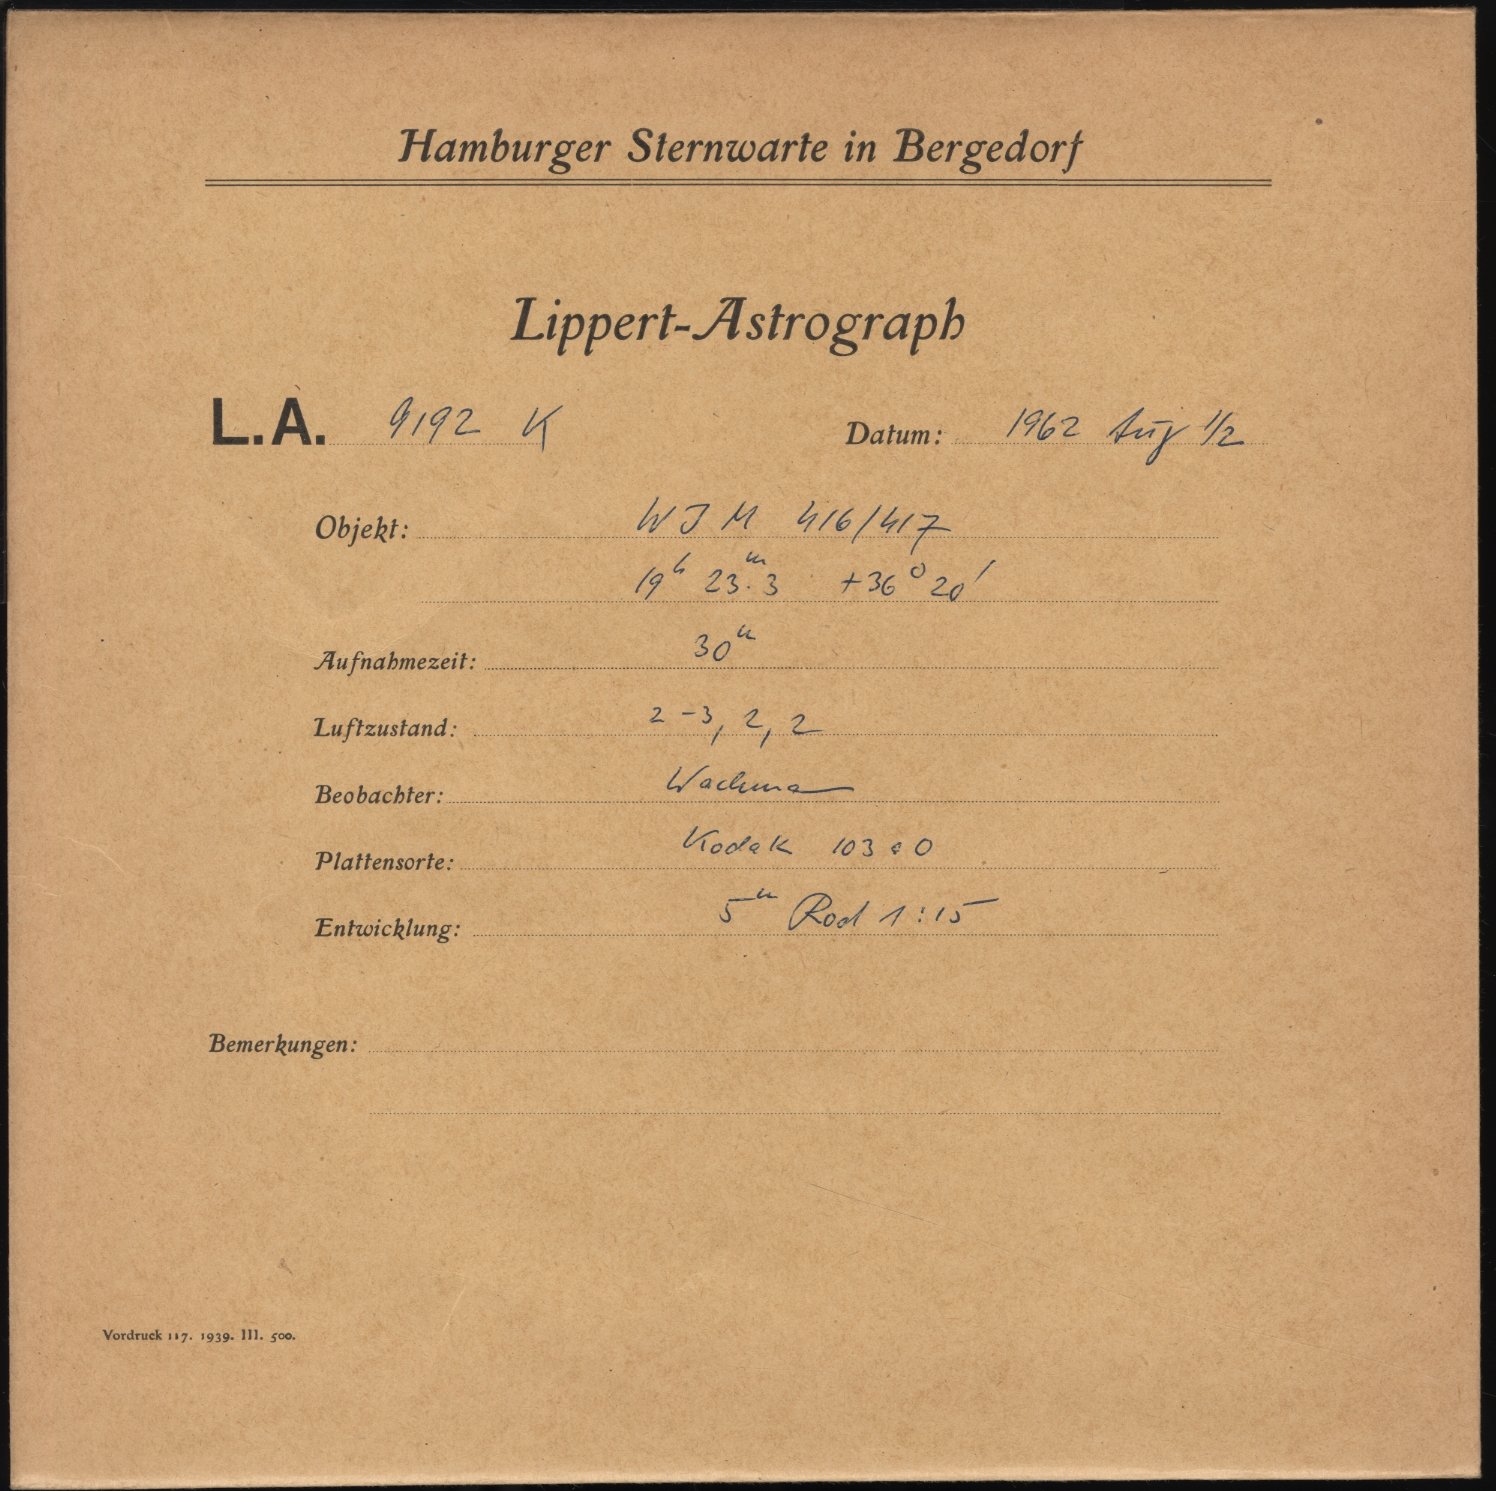 Hamburger Sternwarte in Bergedorf
Lippert-Astrograph
L.A. 9192 K Datum: 1962 Aug 1/2
Objekt: W J M 416/417
19h 23m.3 +36° 20'
Aufnahmezeit: 30m
Luftzustand: 2-3, 2, 2
Beobachter: Wachmann
Plattensorte: Kodak 103 a O
Entwicklung: 5m Rod 1:15
Bemerkungen:
Vordruck 117. 1939. III. 500.